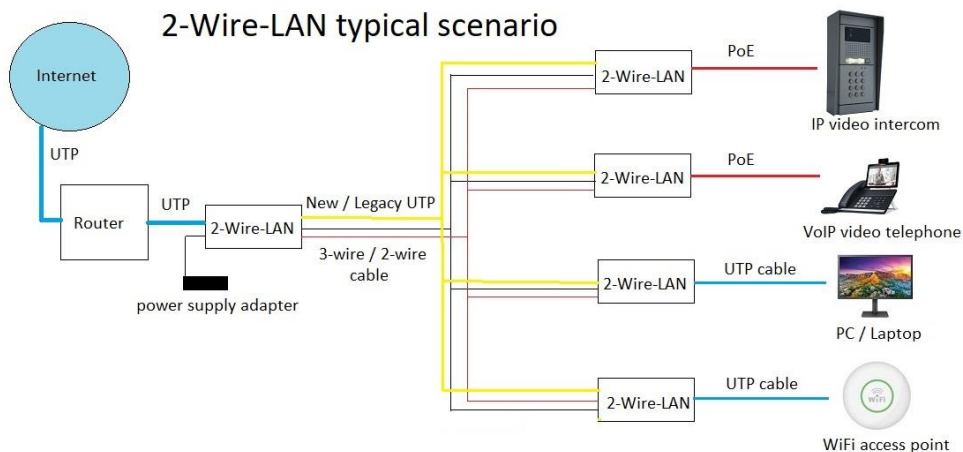 2-Wire-LAN typical scenario
Internet
UTP
Router
UTP
2-Wire-LAN
power supply adapter
New / Legacy UTP
3-wire / 2-wire
cable
2-Wire-LAN
PoE
IP video intercom
2-Wire-LAN
PoE
VoIP video telephone
2-Wire-LAN
UTP cable
PC / Laptop
2-Wire-LAN
UTP cable
WiFi
WiFi access point